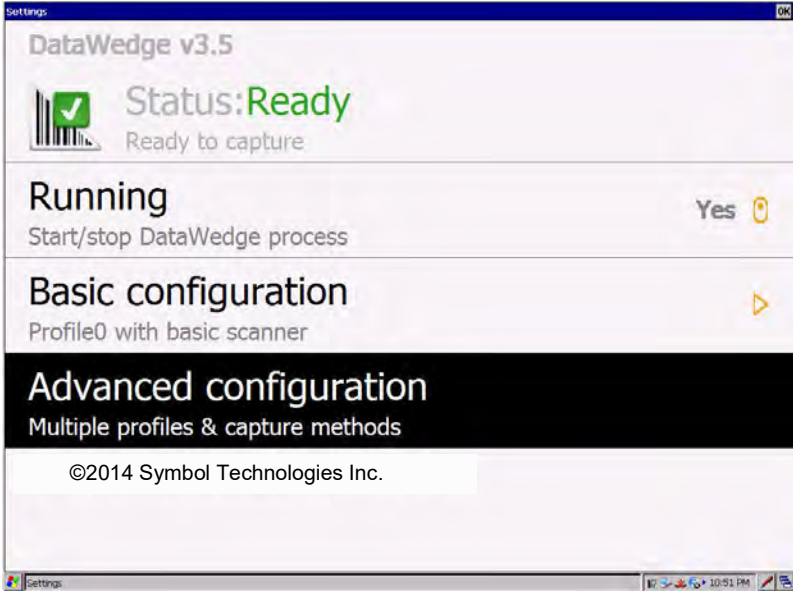 Settings
OK
DataWedge v3.5
Status:Ready
Ready to capture
Running
Yes
Start/stop DataWedge process
Basic configuration
Profile0 with basic scanner
Advanced configuration
Multiple profiles & capture methods
©2014 Symbol Technologies Inc.
Settings
10:51 PM